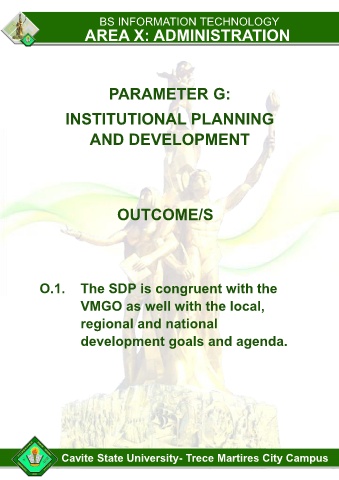 BS INFORMATION TECHNOLOGY
AREA X: ADMINISTRATION
PARAMETER G:
INSTITUTIONAL PLANNING
AND DEVELOPMENT
OUTCOME/S
O.1. The SDP is congruent with the
VMGO as well with the local,
regional and national
development goals and agenda.
Cavite State University- Trece Martires City Campus